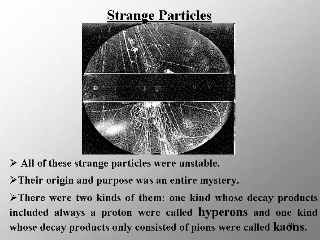 Strange Particles
➢ All of these strange particles were unstable.
➢Their origin and purpose was an entire mystery.
➢There were two kinds of them: one kind whose decay products
included always a proton were called hyperons and one kind
whose decay products only consisted of pions were called kaons.